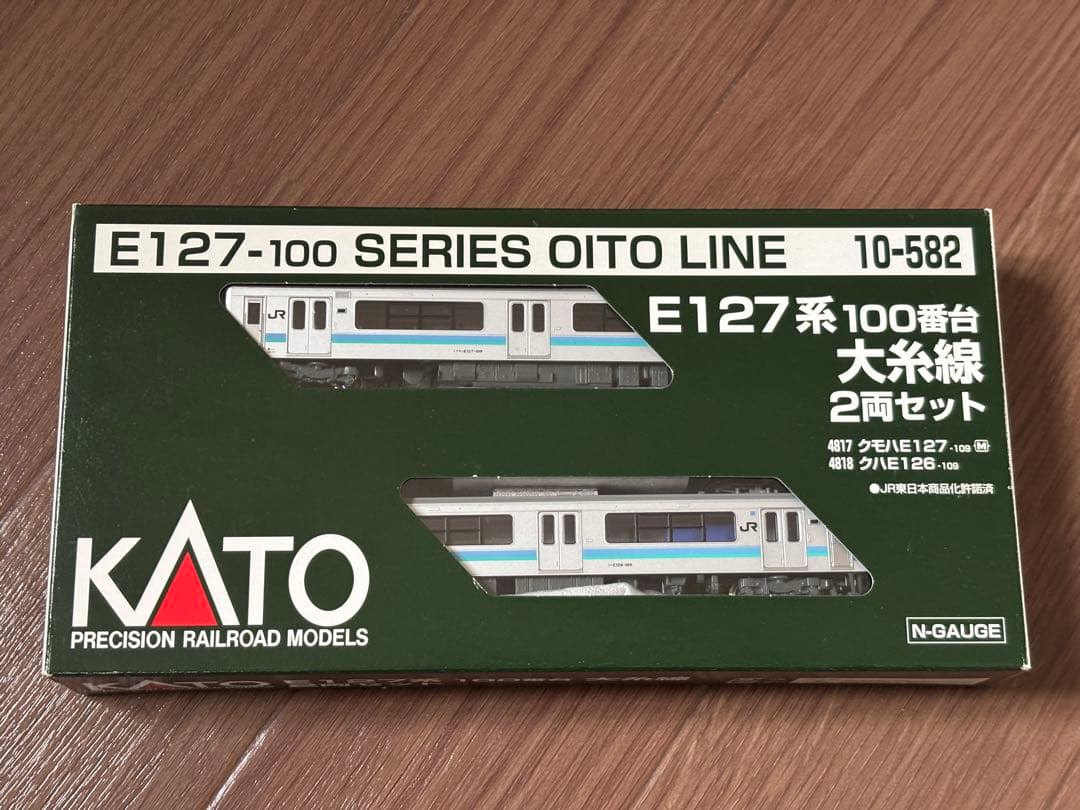 E127-100 SERIES OITO LINE 10-582
E127系100番台
大糸線
2両セット
4817 クモハE127-109 M
4818 クハE126-109
●JR東日本商品化許諾済
JR
JR
KATO
PRECISION RAILROAD MODELS
N-GAUGE
KATO